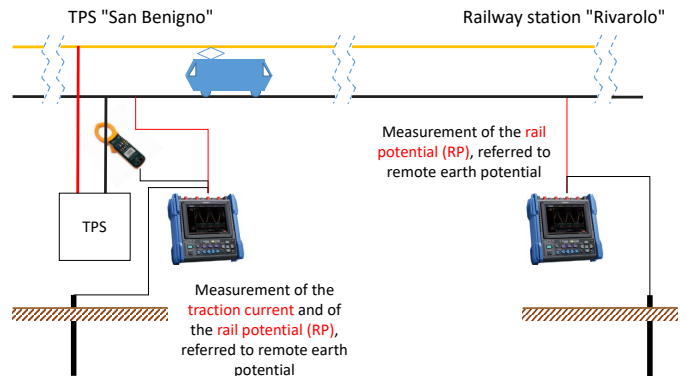 TPS "San Benigno"
Railway station "Rivarolo"
Measurement of the rail
potential (RP), referred to
remote earth potential
TPS
Measurement of the
traction current and of
the rail potential (RP),
referred to remote earth
potential